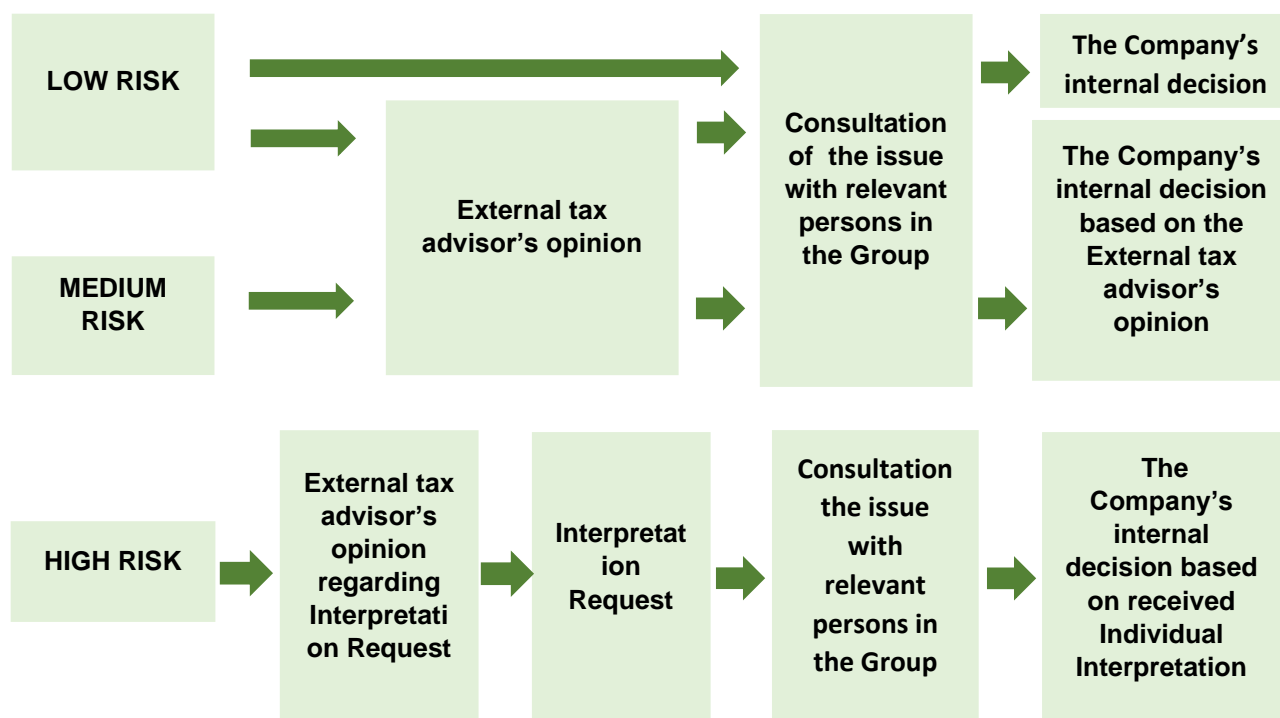 LOW RISK
External tax
advisor’s opinion
Consultation
of the issue
with relevant
persons in
the Group
The Company’s
internal decision
The Company’s
internal decision
based on the
External tax
advisor’s
opinion
MEDIUM
RISK
HIGH RISK
External tax
advisor’s
opinion
regarding
Interpretati
on Request
Interpretat
ion
Request
Consultation
the issue
with
relevant
persons in
the Group
The
Company’s
internal
decision based
on received
Individual
Interpretation